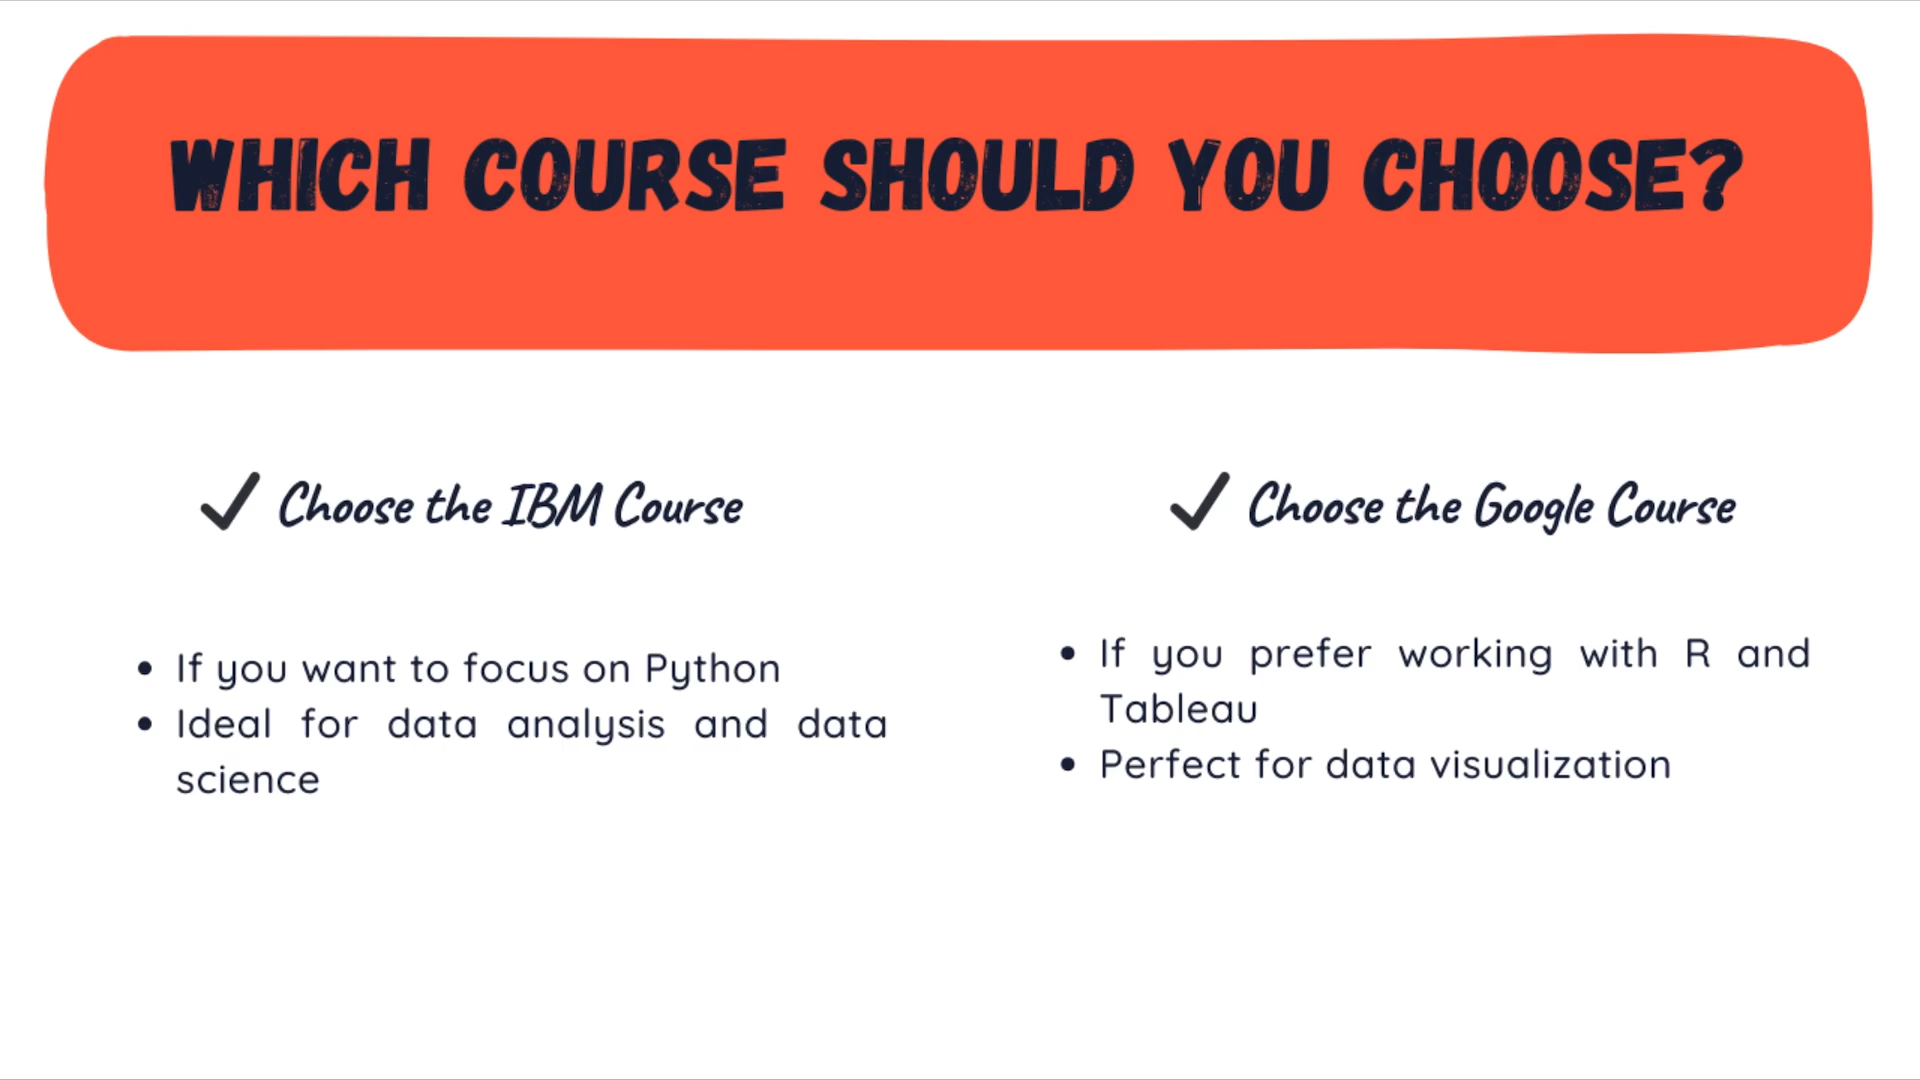 WHICH COURSE SHOULD YOU CHOOSE?
Choose the IBM Course
• If you want to focus on Python
• Ideal for data analysis and data
science
Choose the Google Course
• If you prefer working with R and
Tableau
• Perfect for data visualization